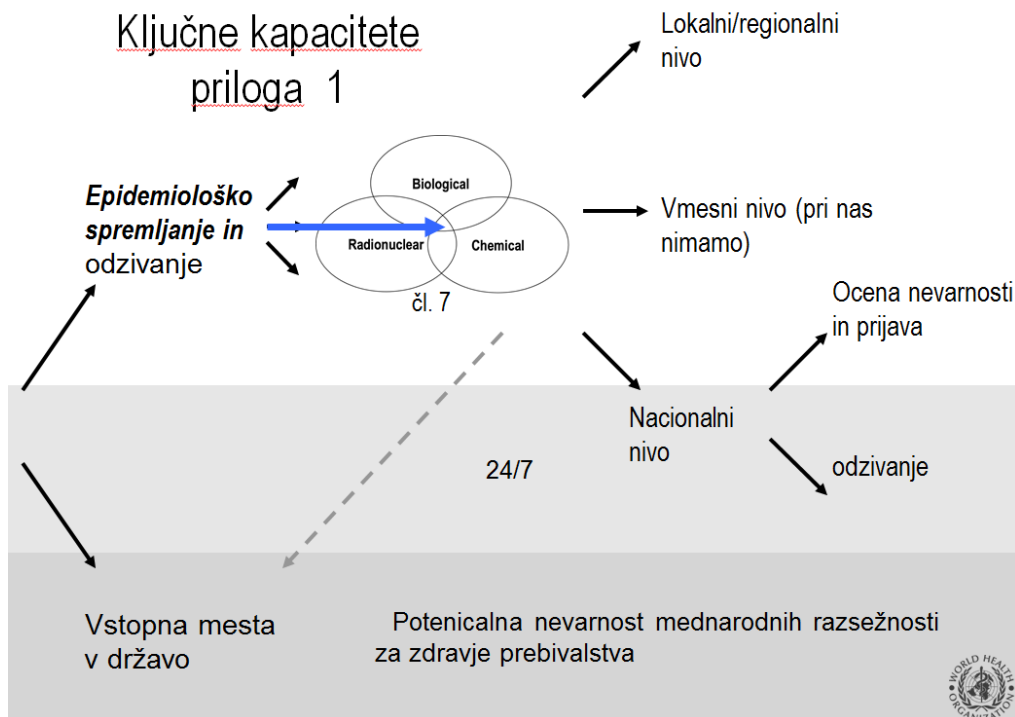 Ključne kapacitete
priloga 1
Lokalni/regionalni
nivo
Epidemiološko
spremljanje in
odzivanje
Biological
Radionuclear
Chemical
čl. 7
Vmesni nivo (pri nas
nimamo)
Ocena nevarnosti
in prijava
Nacionalni
nivo
24/7
odzivanje
Vstopna mesta
v državo
Potenicalna nevarnost mednarodnih razsežnosti
za zdravje prebivalstva
WORLD HEALTH
ORGANIZATION